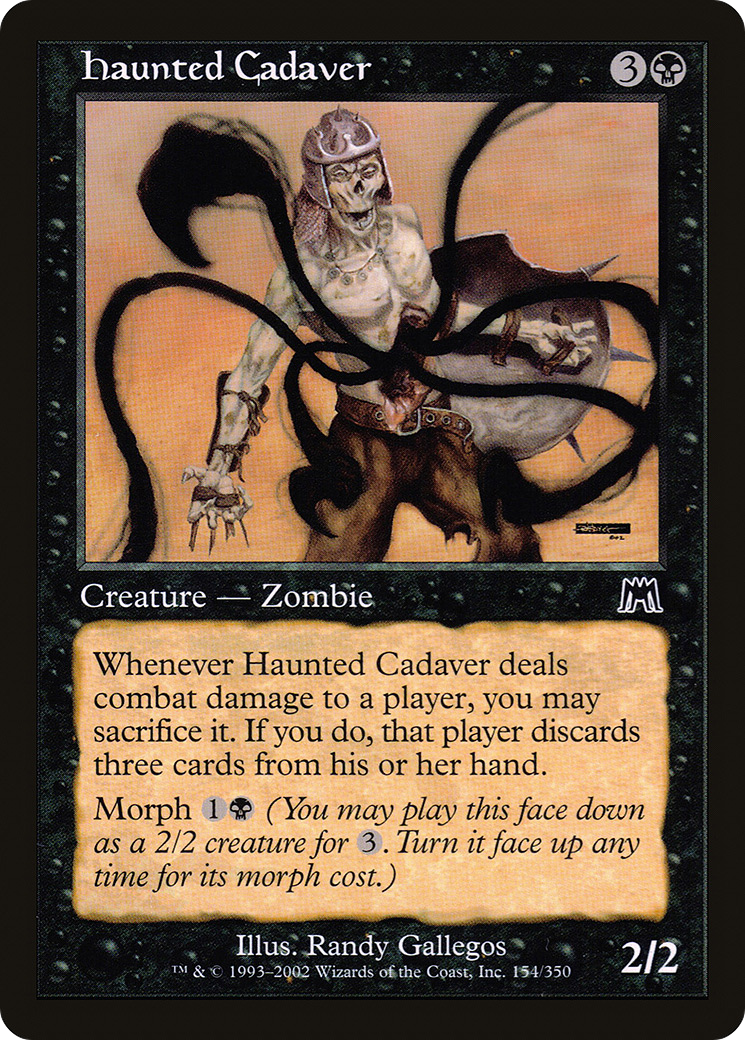 Haunted Cadaver
3
Creature — Zombie
Whenever Haunted Cadaver deals
combat damage to a player, you may
sacrifice it. If you do, that player discards
three cards from his or her hand.
Morph 1 (You may play this face down
as a 2/2 creature for 3. Turn it face up any
time for its morph cost.)
Illus. Randy Gallegos
™ & © 1993–2002 Wizards of the Coast, Inc. 154/350
2/2